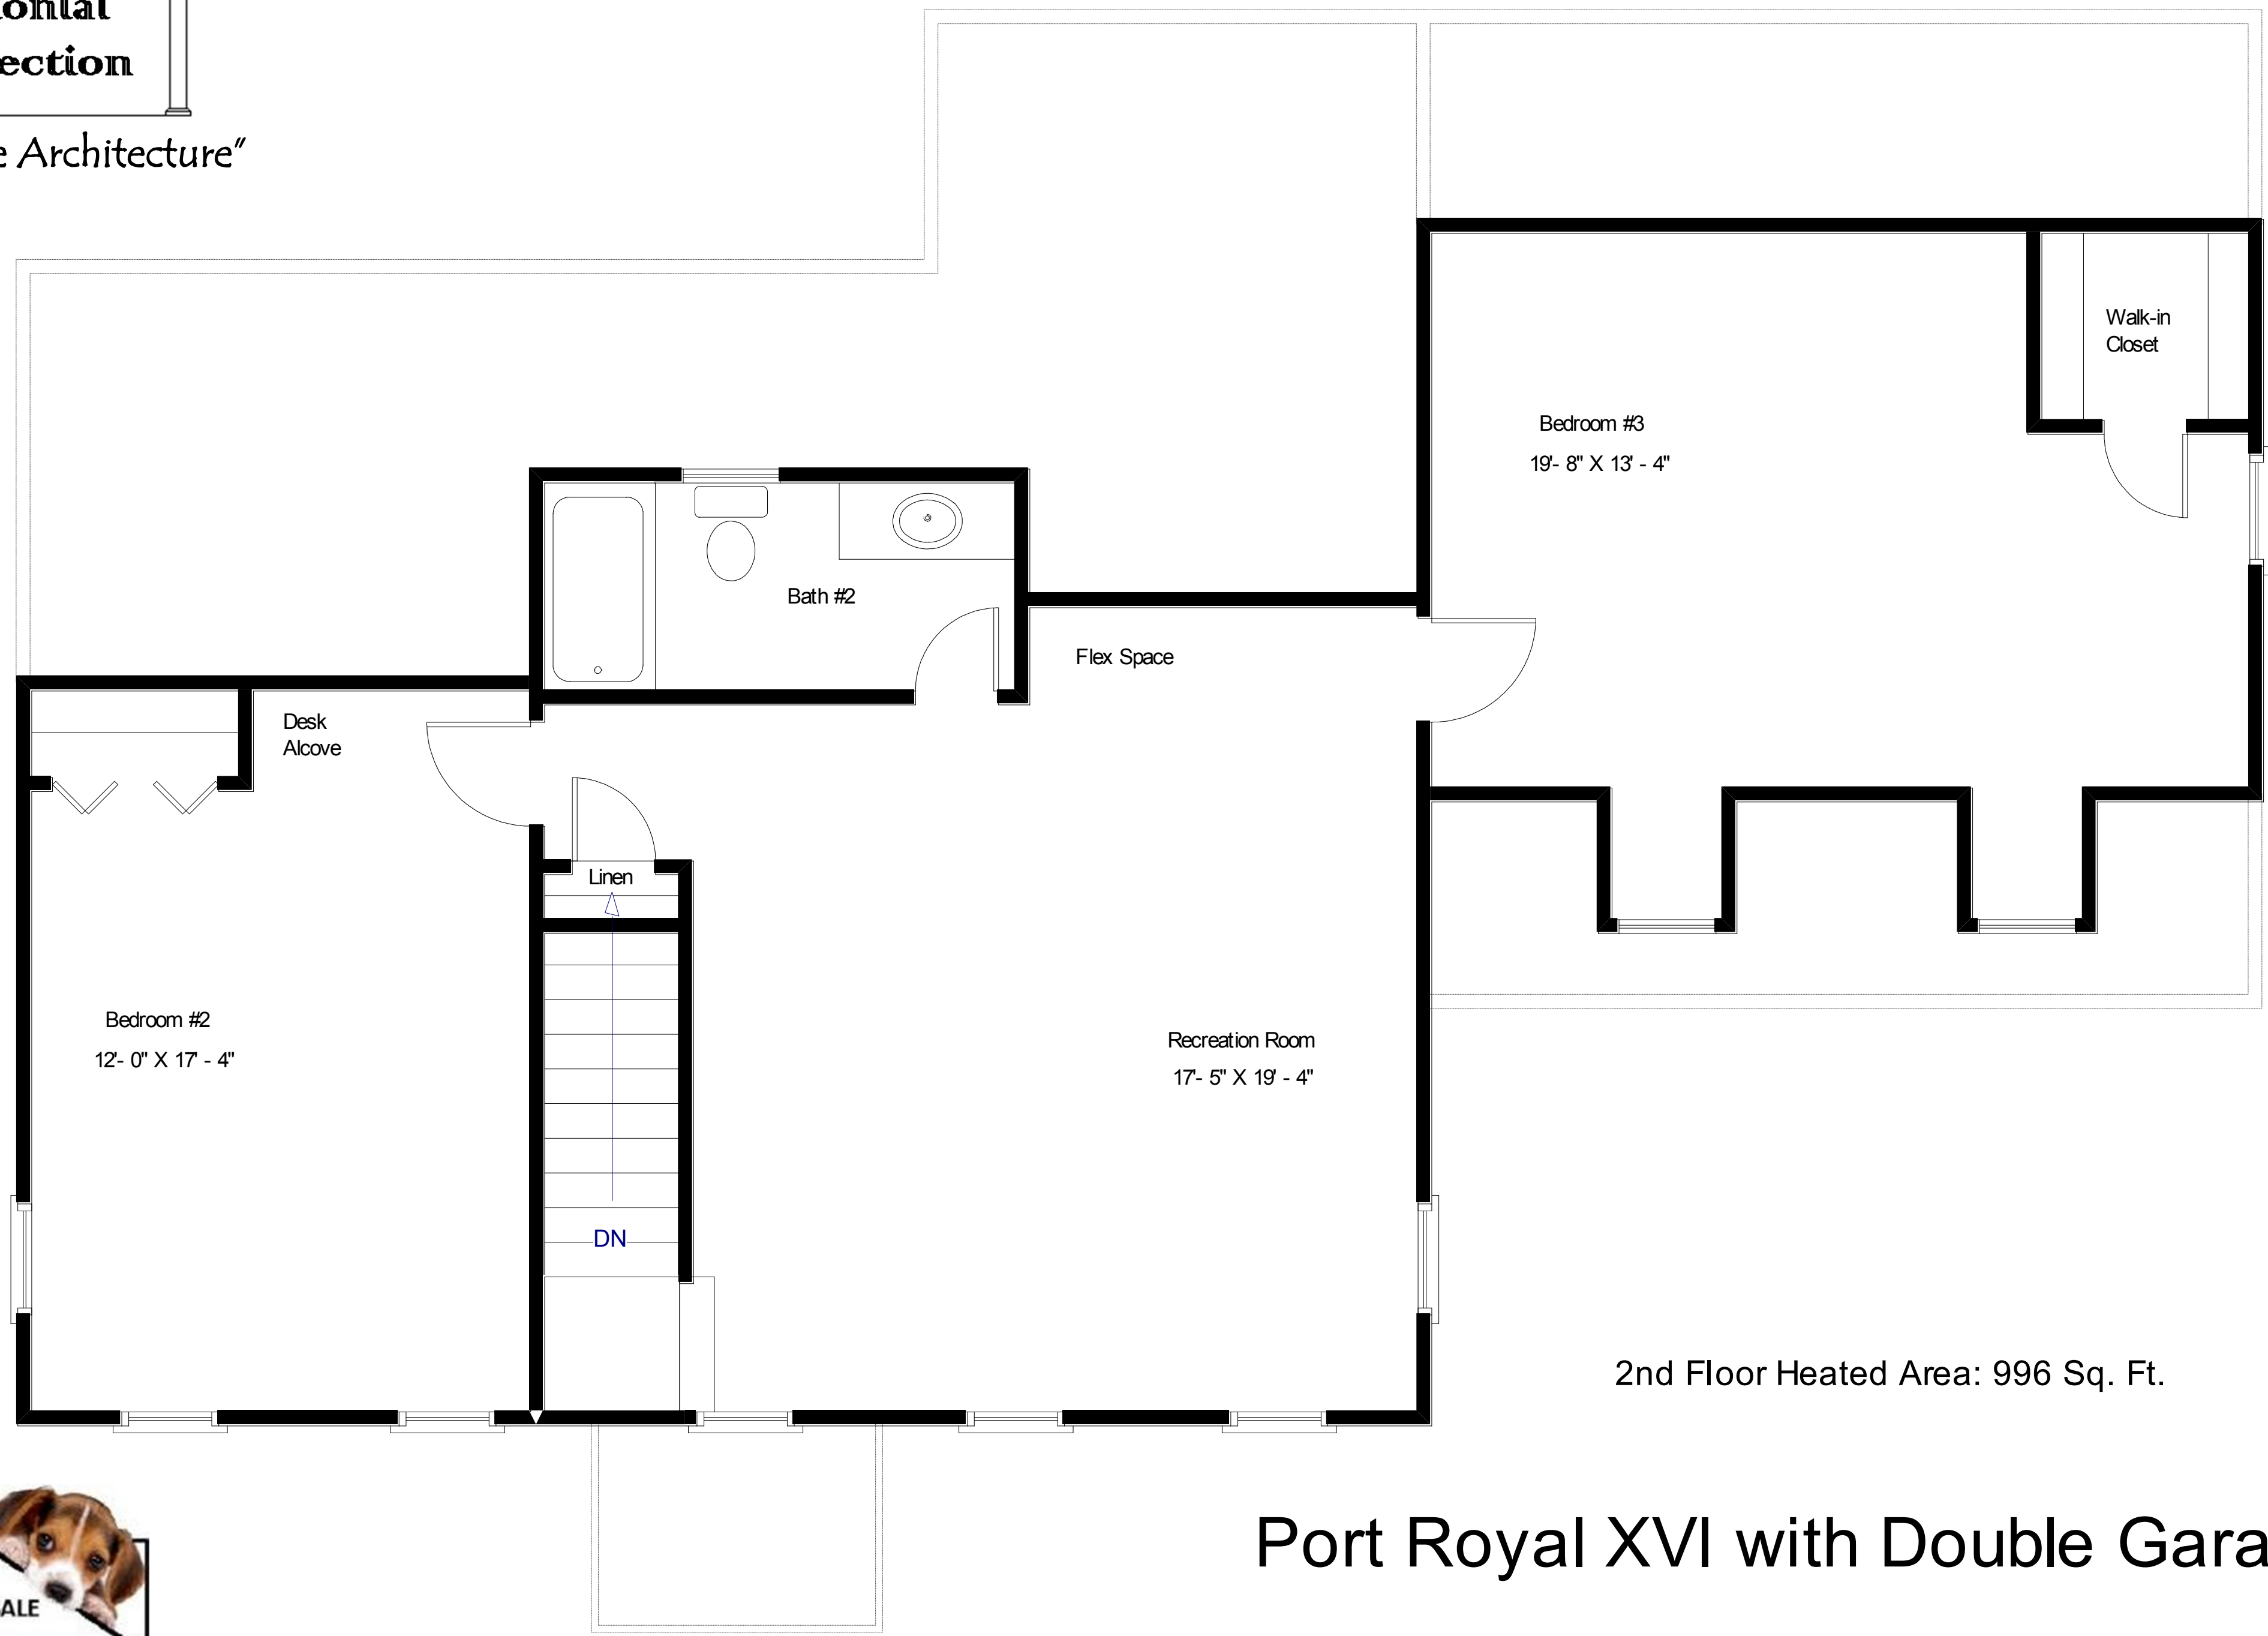 onial
ection
e Architecture"
Walk-in
Closet
Bedroom #3
19'- 8" X 13' - 4"
Bath #2
Flex Space
Desk
Alcove
Linen
Bedroom #2
12'- 0" X 17' - 4"
Recreation Room
17'- 5" X 19' - 4"
DN
2nd Floor Heated Area: 996 Sq. Ft.
Port Royal XVI with Double Gara
ALE